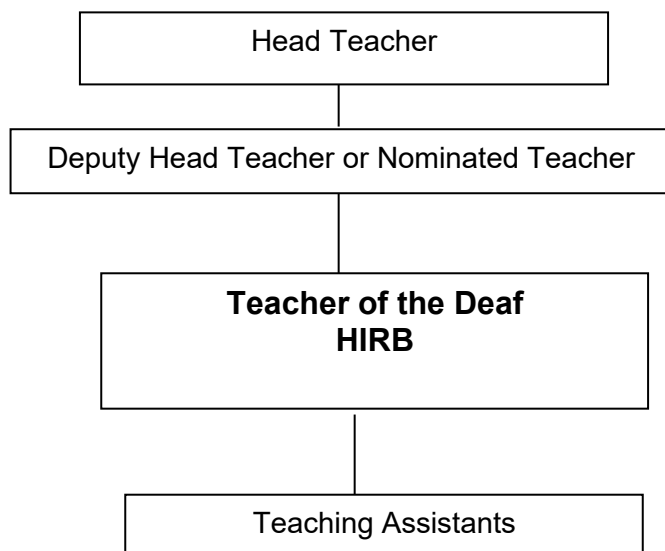 Head Teacher
Deputy Head Teacher or Nominated Teacher
Teacher of the Deaf
HIRB
Teaching Assistants